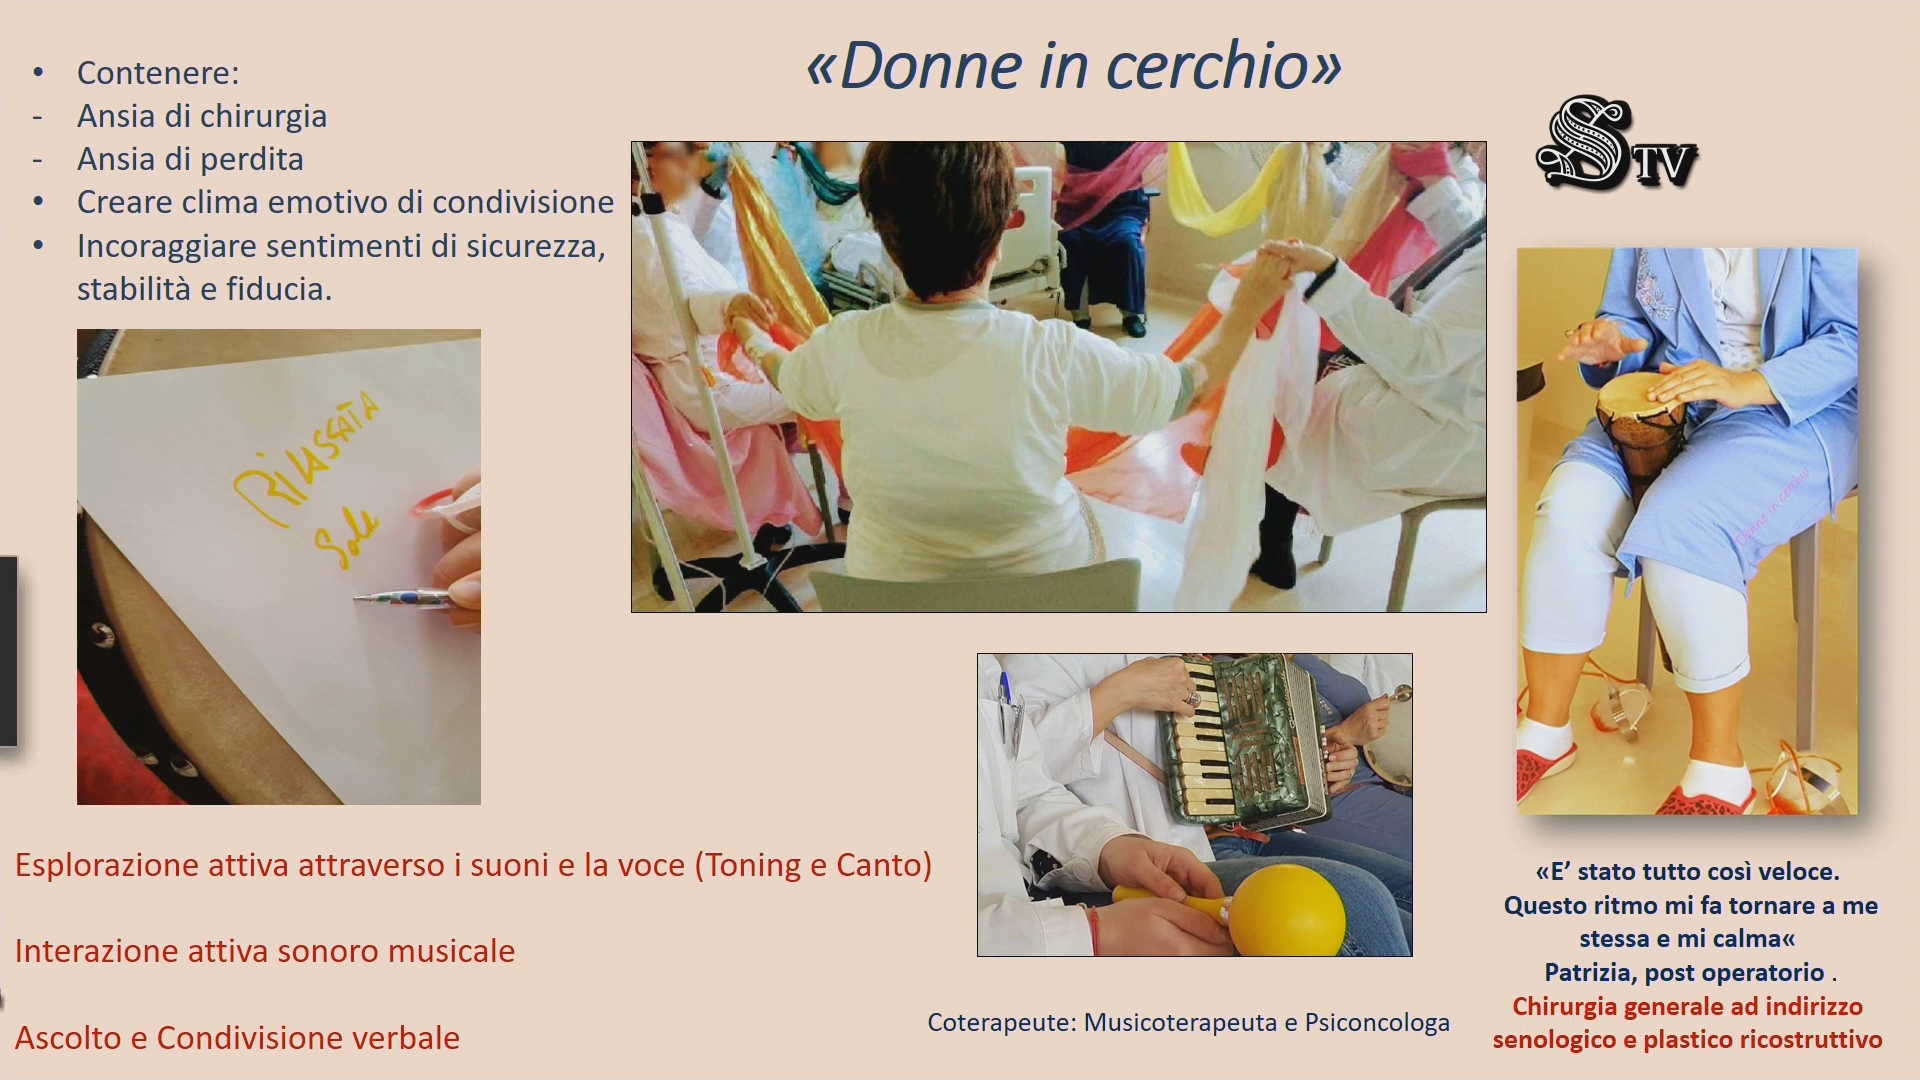 «Donne in cerchio»
• Contenere:
- Ansia di chirurgia
- Ansia di perdita
• Creare clima emotivo di condivisione
• Incoraggiare sentimenti di sicurezza,
stabilità e fiducia.
STV
RiLASSATA
Sole
Donne in cerchio
Esplorazione attiva attraverso i suoni e la voce (Toning e Canto)
Interazione attiva sonoro musicale
Ascolto e Condivisione verbale
Coterapeute: Musicoterapeuta e Psiconcologa
«E’ stato tutto così veloce.
Questo ritmo mi fa tornare a me
stessa e mi calma«
Patrizia, post operatorio .
Chirurgia generale ad indirizzo
senologico e plastico ricostruttivo